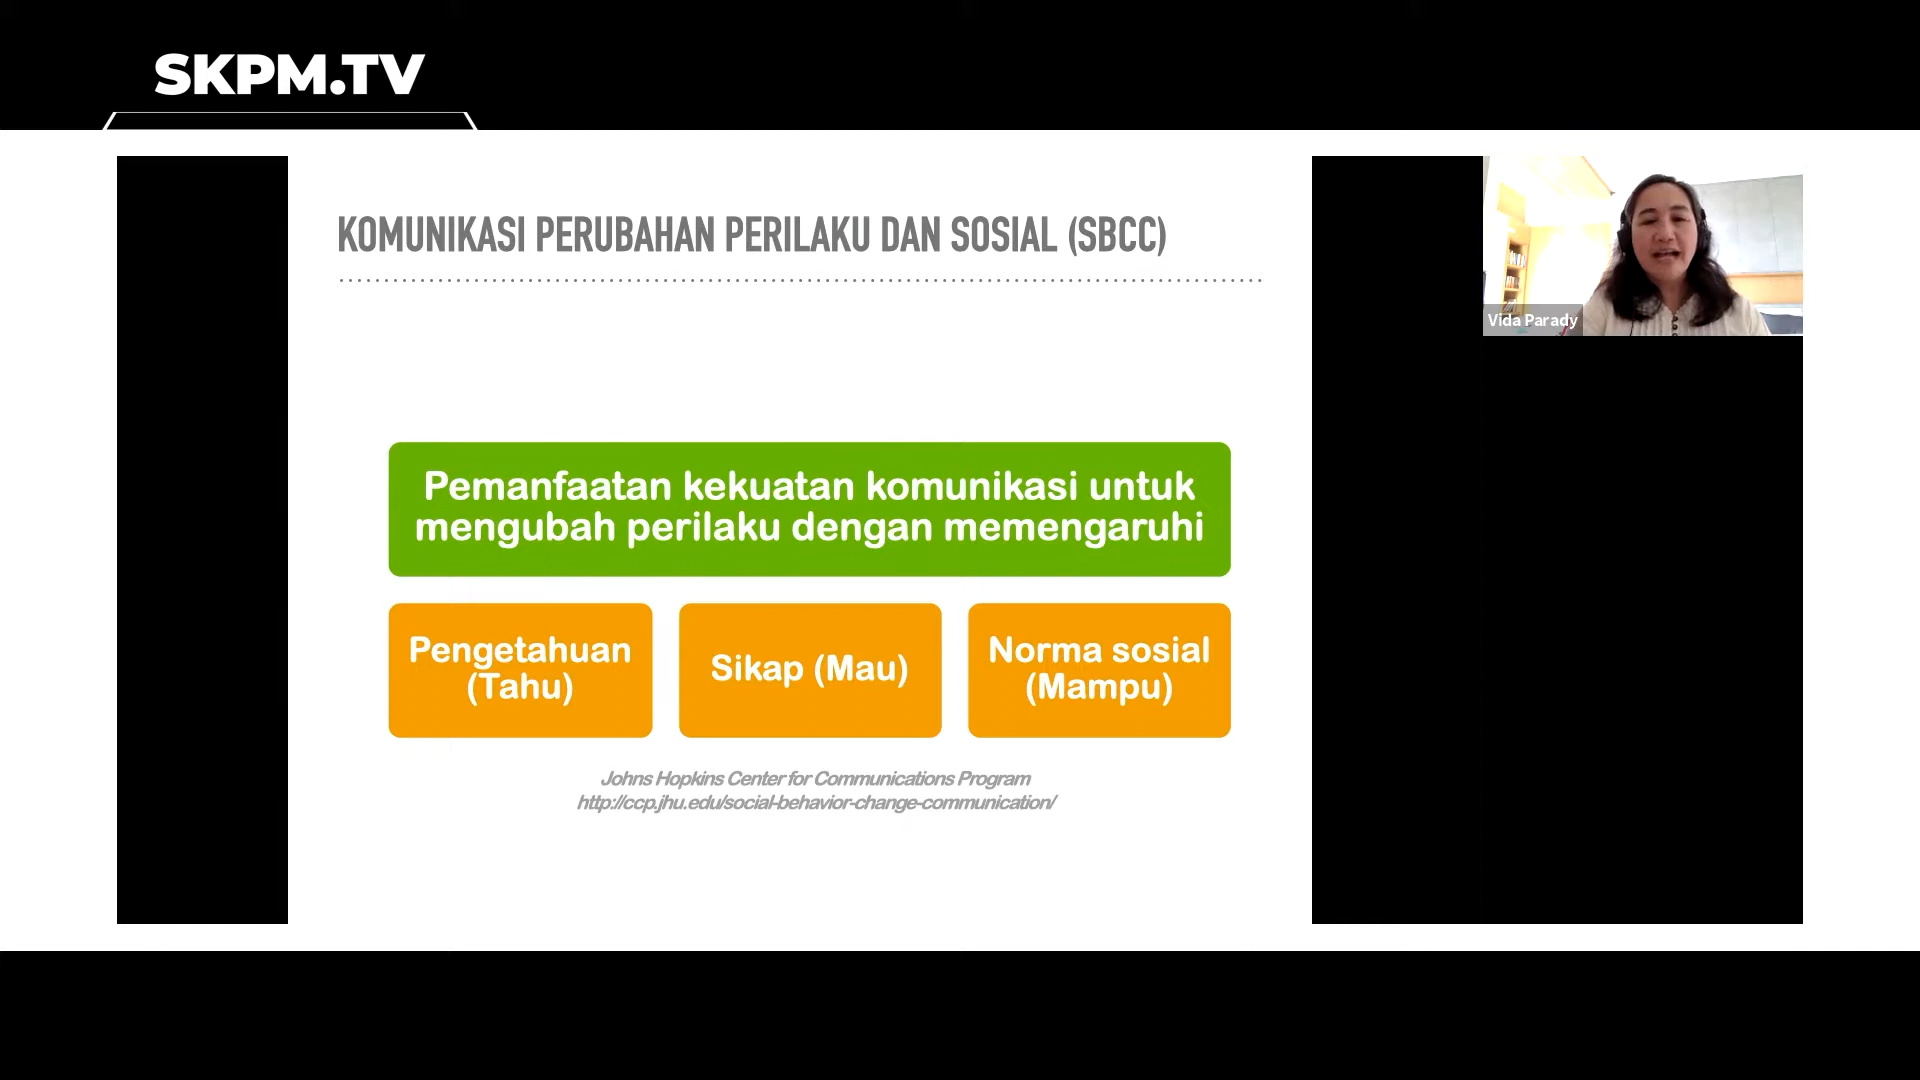 SKPM.TV
KOMUNIKASI PERUBAHAN PERILAKU DAN SOSIAL (SBCC)
Vida Parady
Pemanfaatan kekuatan komunikasi untuk
mengubah perilaku dengan memengaruhi
Pengetahuan
(Tahu)
Sikap (Mau)
Norma sosial
(Mampu)
Johns Hopkins Center for Communications Program
http://ccp.jhu.edu/social-behavior-change-communication/